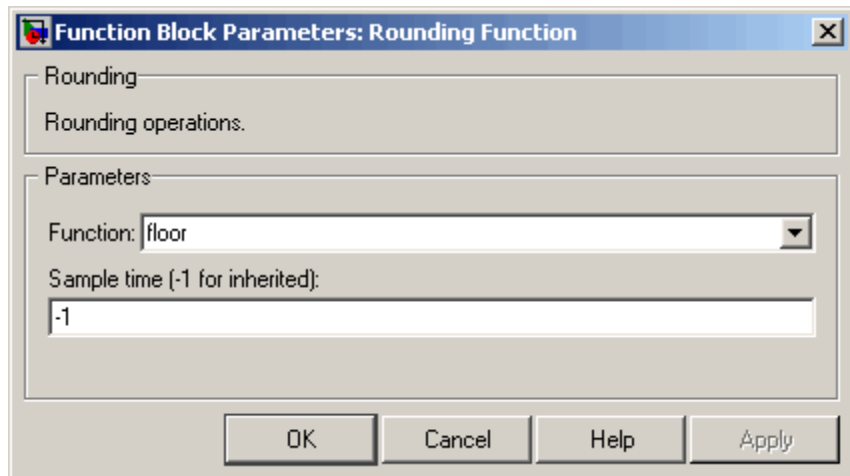 Function Block Parameters: Rounding Function
Rounding
Rounding operations.
Parameters
Function: floor
Sample time (-1 for inherited):
-1
OK Cancel Help Apply